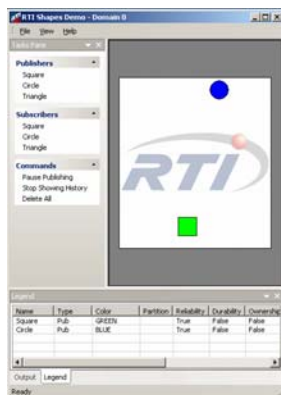 RTI Shapes Demo - Domain 0
File View Help
Tasks Pane
Publishers
Square
Circle
Triangle
Subscribers
Square
Circle
Triangle
Commands
Pause Publishing
Stop Showing History
Delete All
RTI
Legend
Name Type Color Partition Reliability Durability Ownership
Square Pub GREEN True False False
Circle Pub BLUE True False False
Output Legend
Ready